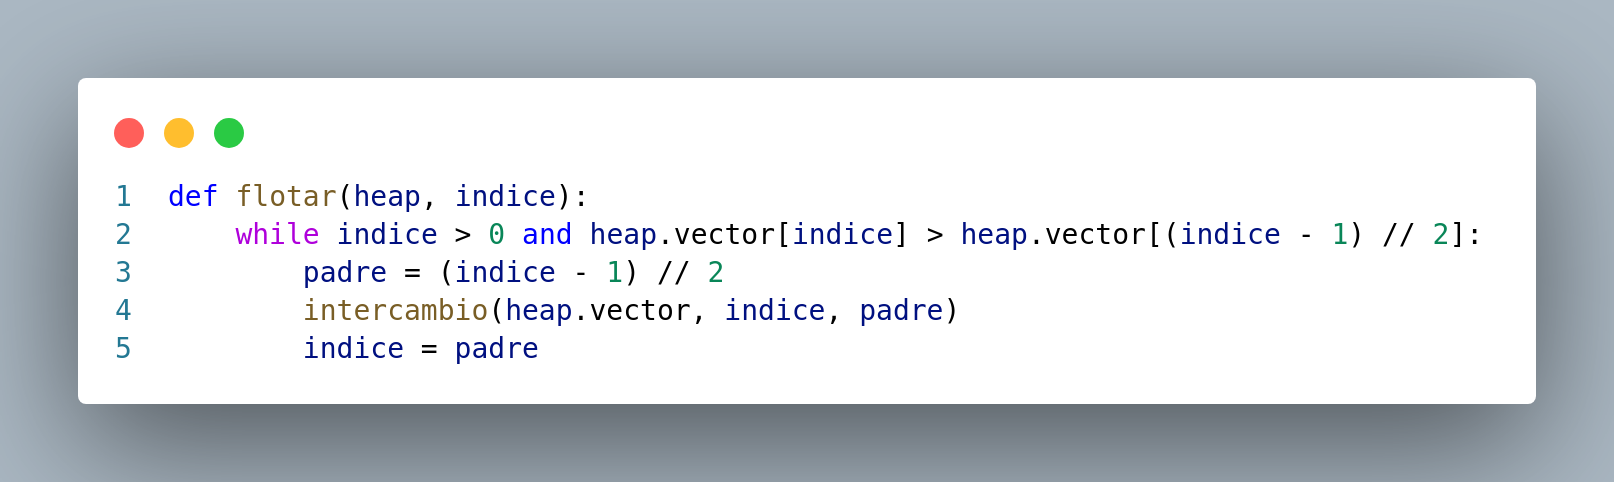 1 def flotar(heap, indice):
2     while indice > 0 and heap.vector[indice] > heap.vector[(indice - 1) // 2]:
3         padre = (indice - 1) // 2
4         intercambio(heap.vector, indice, padre)
5         indice = padre